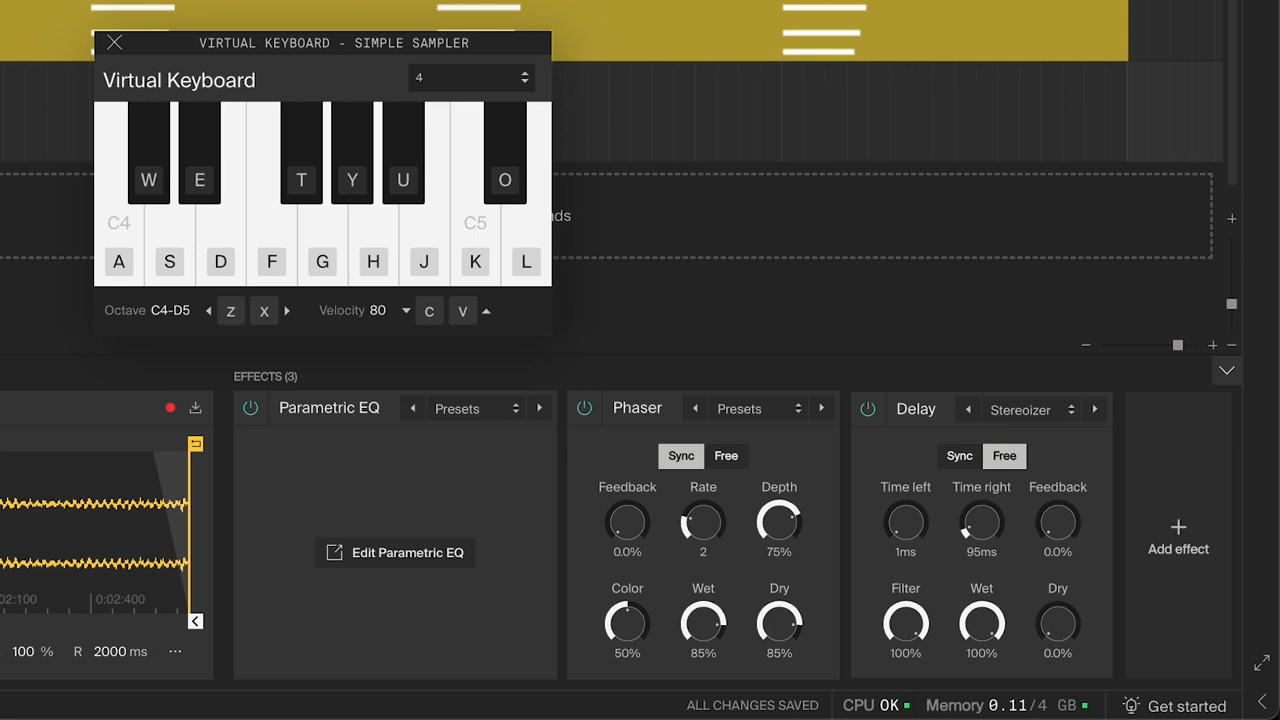 VIRTUAL KEYBOARD - SIMPLE SAMPLER
Virtual Keyboard
4
W E T Y U O
C4 C5
A S D F G H J K L
Octave C4-D5 Z X Velocity 80 C V
EFFECTS (3)
Parametric EQ Presets
Edit Parametric EQ
Phaser Presets
Sync Free
Feedback Rate Depth
0.0% 2 75%
Color Wet Dry
50% 85% 85%
Delay Stereoizer
Sync Free
Time left Time right Feedback
1ms 95ms 0.0%
Filter Wet Dry
100% 100% 0.0%
Add effect
02:100 0:02:400
100 % R 2000 ms ...
ALL CHANGES SAVED CPU OK Memory 0.11/4 GB Get started